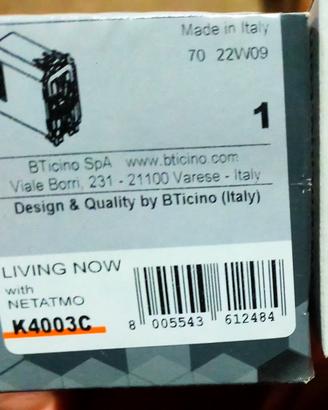 Made in Italy
70 22W09
1
BTicino SpA www.bticino.com
Viale Borri, 231 - 21100 Varese - Italy
Design & Quality by BTicino (Italy)
LIVING NOW
with
NETATMO
K4003C
8 005543 612484